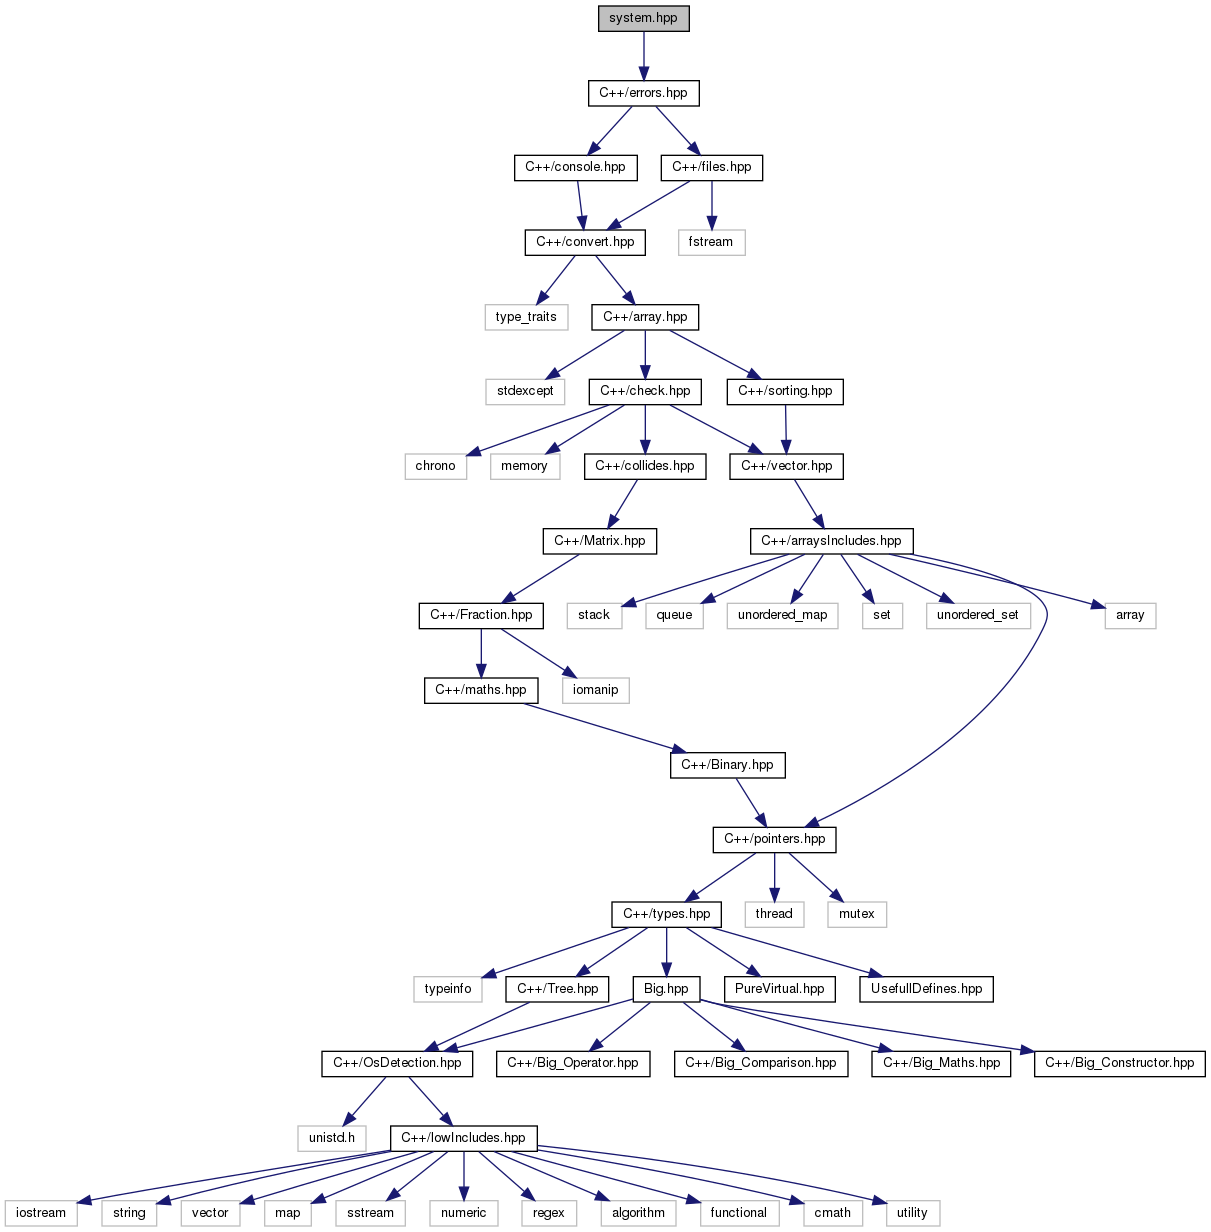 system.hpp
C++/errors.hpp
C++/console.hpp
C++/files.hpp
C++/convert.hpp
fstream
type_traits
C++/array.hpp
stdexcept
C++/check.hpp
C++/sorting.hpp
chrono
memory
C++/collides.hpp
C++/vector.hpp
C++/Matrix.hpp
C++/arraysIncludes.hpp
C++/Fraction.hpp
stack
queue
unordered_map
set
unordered_set
array
C++/maths.hpp
iomanip
C++/Binary.hpp
C++/pointers.hpp
C++/types.hpp
thread
mutex
typeinfo
C++/Tree.hpp
Big.hpp
PureVirtual.hpp
UsefullDefines.hpp
C++/OsDetection.hpp
C++/Big_Operator.hpp
C++/Big_Comparison.hpp
C++/Big_Maths.hpp
C++/Big_Constructor.hpp
unistd.h
C++/lowIncludes.hpp
iostream
string
vector
map
sstream
numeric
regex
algorithm
functional
cmath
utility